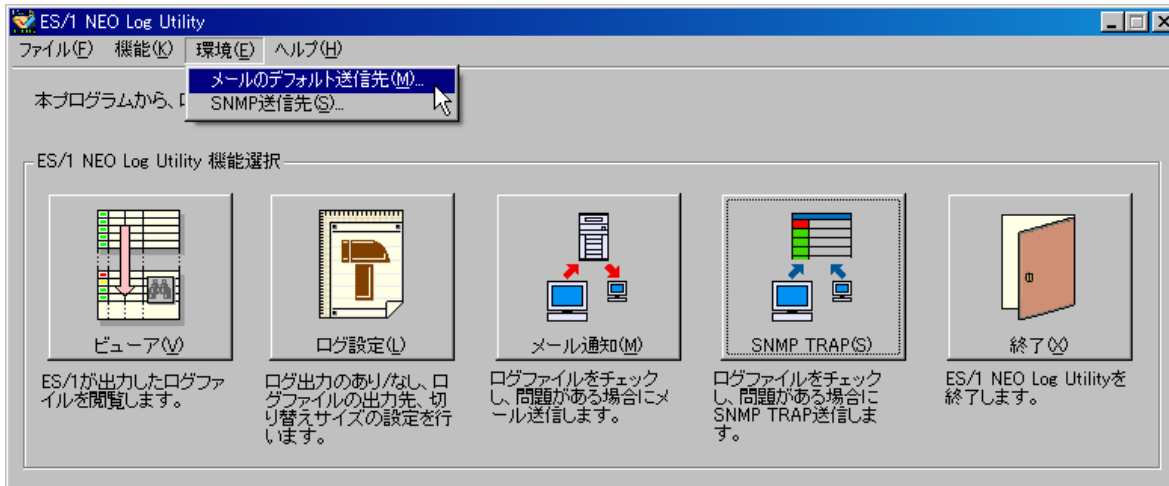 ES/1 NEO Log Utility
ファイル(F) 機能(K) 環境(E) ヘルプ(H)
メールのデフォルト送信先(M)...
SNMP送信先(S)...
本プログラムから、
ES/1 NEO Log Utility 機能選択
ビューア(V)
ログ設定(L)
メール通知(M)
SNMP TRAP(S)
終了(X)
ES/1が出力したログファ
イルを閲覧します。
ログ出力のあり/なし、ロ
グファイルの出力先、切
り替えサイズの設定を行
います。
ログファイルをチェック
し、問題がある場合にメ
ール送信します。
ログファイルをチェック
し、問題がある場合に
SNMP TRAP送信しま
す。
ES/1 NEO Log Utilityを
終了します。